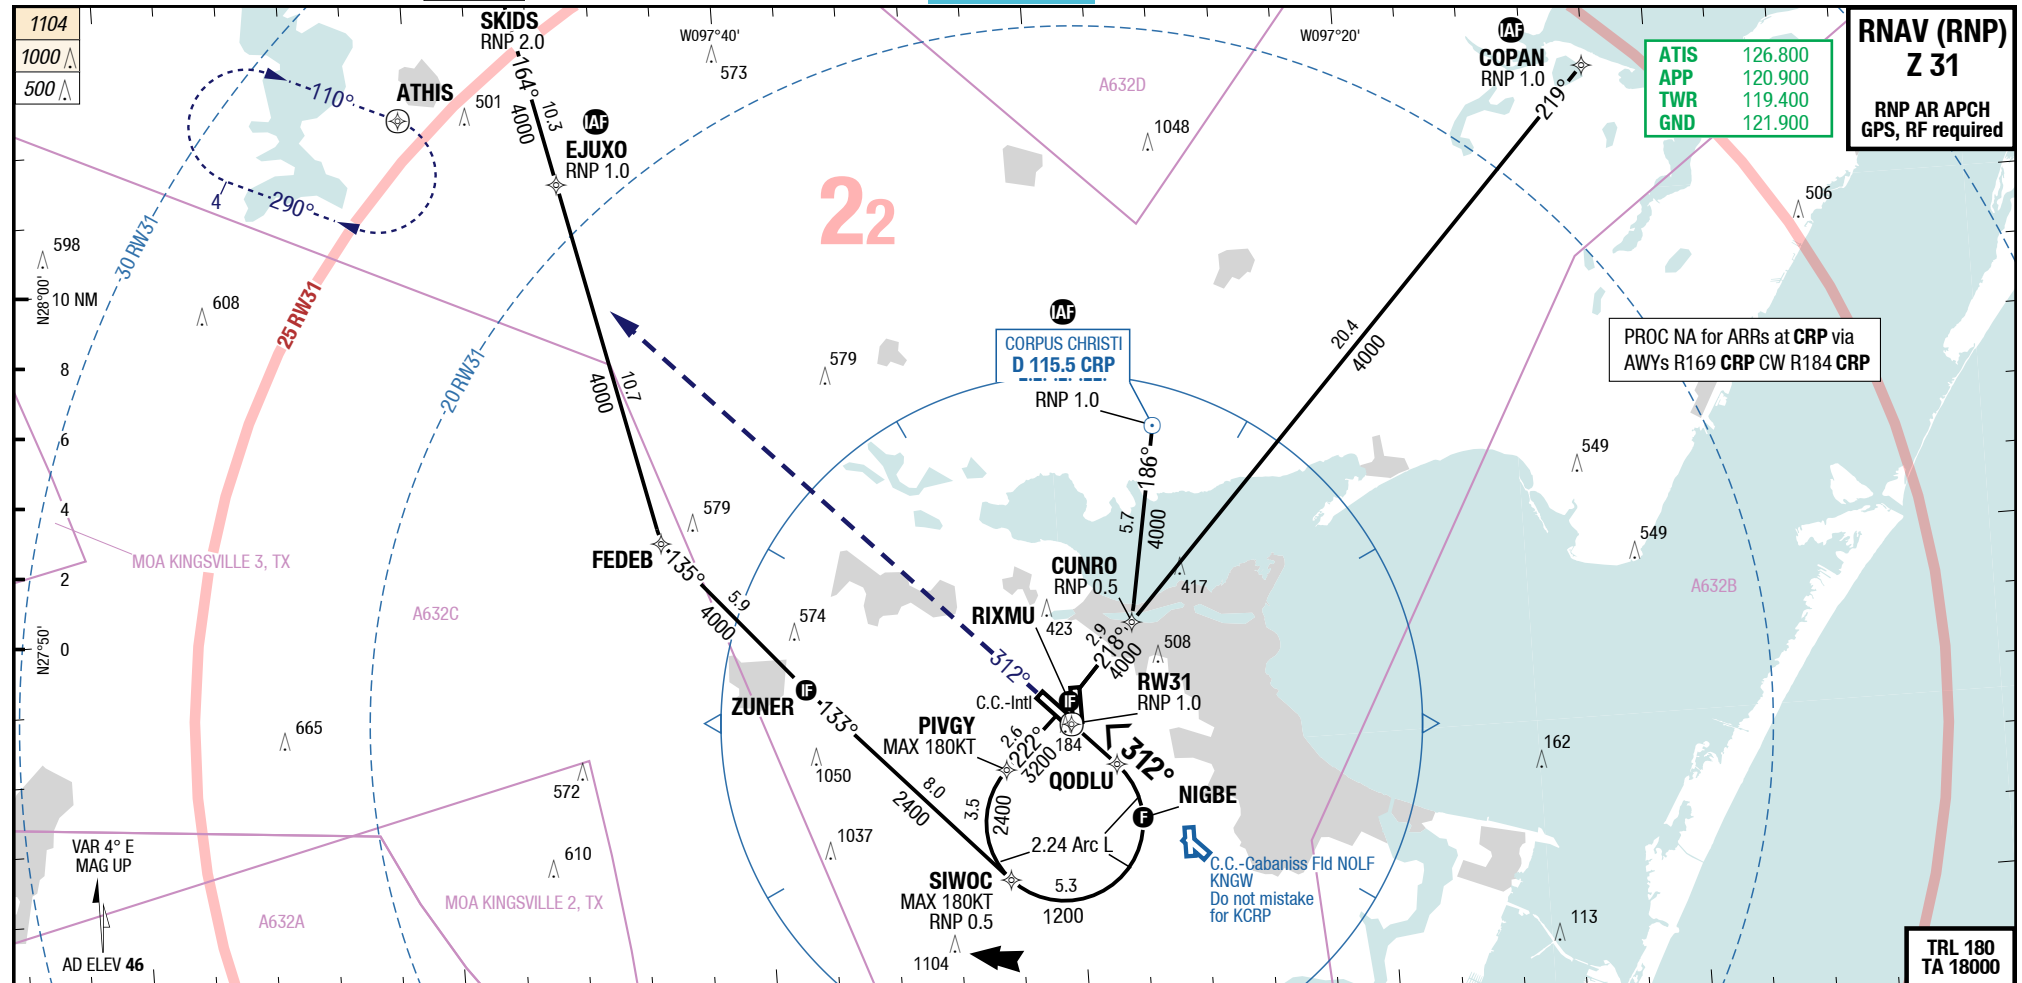 1104
1000
500
SKIDS
RNP 2.0
164°
10.3
4000
W097°40'
573
A632D
W097°20'
IAF
COPAN
RNP 1.0
219°
ATIS 126.800
APP 120.900
TWR 119.400
GND 121.900
RNAV (RNP)
Z 31
RNP AR APCH
GPS, RF required
110°
ATHIS
501
IAF
EJUXO
RNP 1.0
1048
4
290°
22
506
598
30 RW31
N28°00'
10 NM
608
25 RW31
20 RW31
IAF
CORPUS CHRISTI
D 115.5 CRP
RNP 1.0
579
20.4
4000
PROC NA for ARRs at CRP via
AWYs R169 CRP CW R184 CRP
8
10.7
4000
6
186°
549
4
579
5.7
4000
549
MOA KINGSVILLE 3, TX
FEDEB
135°
5.9
4000
CUNRO
RNP 0.5
417
2
A632C
A632B
574
RIXMU
423
2.9
218°
4000
508
N27°50'
0
312°
RW31
RNP 1.0
ZUNER
IF
133°
C.C.-Intl
IF
665
PIVGY
MAX 180KT
2.6
222°
3200
184
312°
QODLU
162
1050
572
8.0
2400
3.5
2400
NIGBE
F
1037
2.24 Arc L
VAR 4° E
MAG UP
610
SIWOC
MAX 180KT
RNP 0.5
5.3
1200
C.C.-Cabaniss Fld NOLF
KNGW
Do not mistake
for KCRP
MOA KINGSVILLE 2, TX
A632A
113
AD ELEV 46
1104
TRL 180
TA 18000